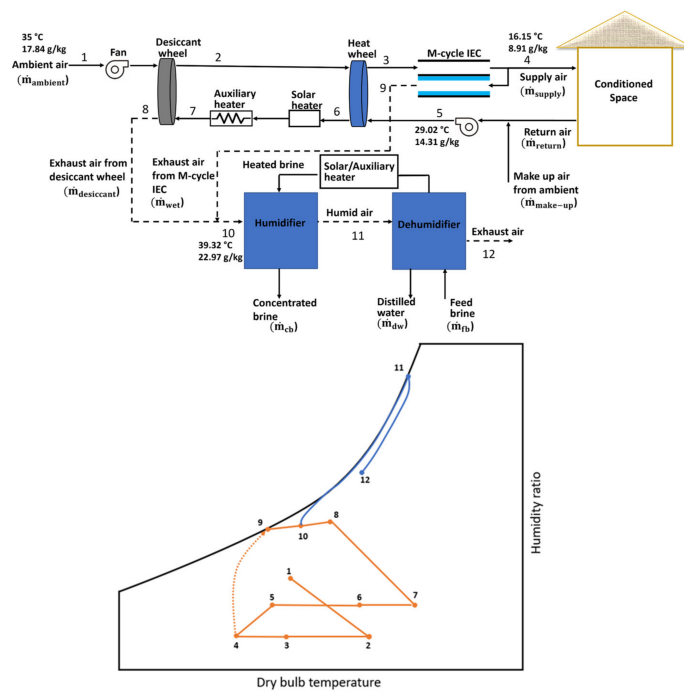 35 °C
17.84 g/kg
1
Fan
Ambient air
(ṁambient)
Desiccant
wheel
2
Heat
wheel
3
M-cycle IEC
9
16.15 °C
8.91 g/kg
4
Supply air
(ṁsupply)
Conditioned
Space
8
7
Auxiliary
heater
Solar
heater
6
5
29.02 °C
14.31 g/kg
Return air
(ṁreturn)
Make up air
from ambient
(ṁmake−up)
Exhaust air from
desiccant wheel
(ṁdesiccant)
Exhaust air
from M-cycle
IEC
(ṁwet)
Heated brine
Solar/Auxiliary
heater
10
39.32 °C
22.97 g/kg
Humidifier
Humid air
11
Dehumidifier
Exhaust air
12
Concentrated
brine
(ṁcb)
Distilled
water
(ṁdw)
Feed
brine
(ṁfb)
11
12
9
10
8
1
5
6
7
4
3
2
Humidity ratio
Dry bulb temperature